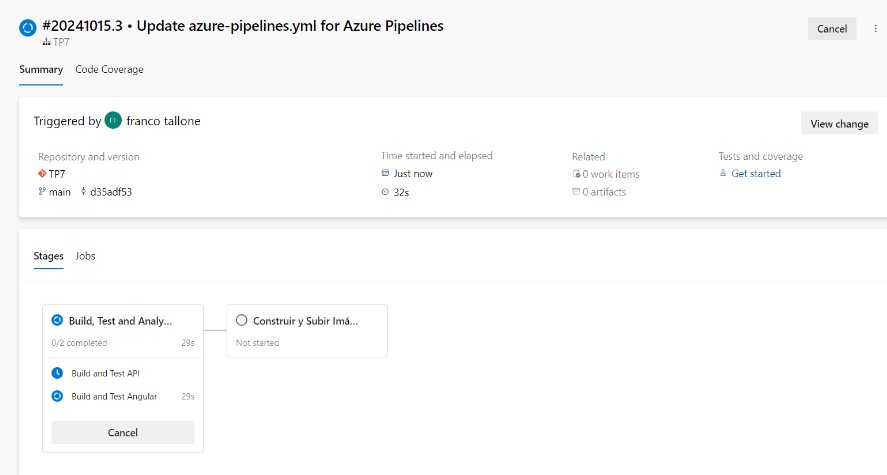 #20241015.3 • Update azure-pipelines.yml for Azure Pipelines
Cancel
TP7
Summary Code Coverage
Triggered by FT franco tallone
View change
Repository and version Time started and elapsed Related Tests and coverage
TP7 Just now 0 work items Get started
main d35adf53 32s 0 artifacts
Stages Jobs
Build, Test and Analy... Construir y Subir Imá...
0/2 completed 29s Not started
Build and Test API
Build and Test Angular 29s
Cancel